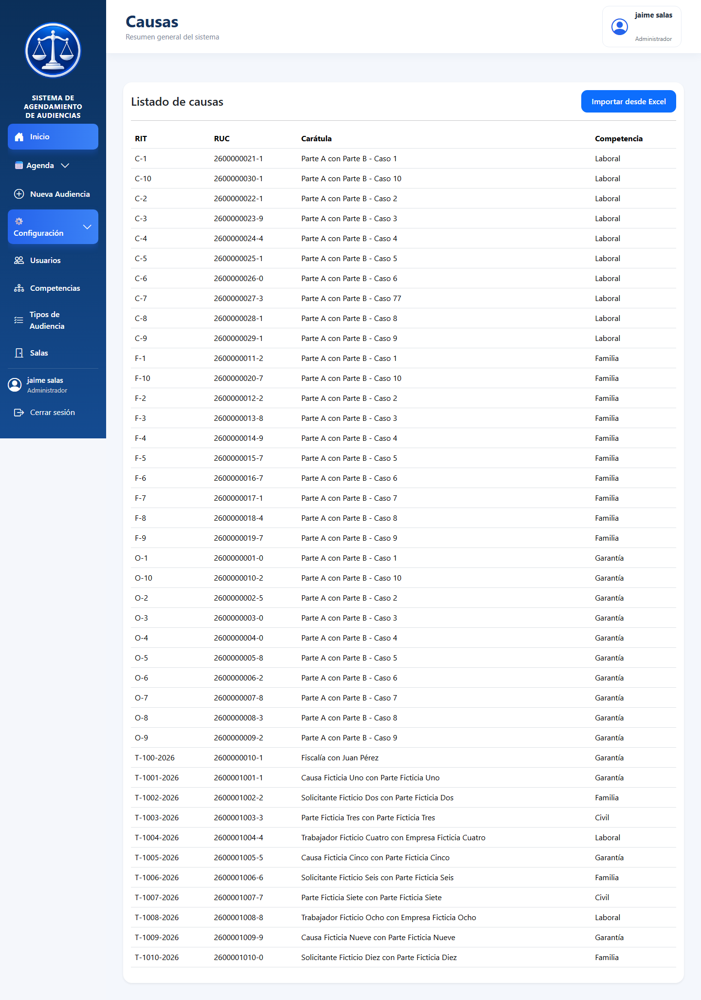 SISTEMA DE
AGENDAMIENTO
DE AUDIENCIAS
Inicio
Agenda
Nueva Audiencia
Configuración
Usuarios
Competencias
Tipos de
Audiencia
Salas
jaime salas
Administrador
Cerrar sesión
Causas
Resumen general del sistema
jaime salas
Administrador
Listado de causas
Importar desde Excel
RIT RUC Carátula Competencia
C-1 2600000021-1 Parte A con Parte B - Caso 1 Laboral
C-10 2600000030-1 Parte A con Parte B - Caso 10 Laboral
C-2 2600000022-1 Parte A con Parte B - Caso 2 Laboral
C-3 2600000023-9 Parte A con Parte B - Caso 3 Laboral
C-4 2600000024-4 Parte A con Parte B - Caso 4 Laboral
C-5 2600000025-1 Parte A con Parte B - Caso 5 Laboral
C-6 2600000026-0 Parte A con Parte B - Caso 6 Laboral
C-7 2600000027-3 Parte A con Parte B - Caso 77 Laboral
C-8 2600000028-1 Parte A con Parte B - Caso 8 Laboral
C-9 2600000029-1 Parte A con Parte B - Caso 9 Laboral
F-1 2600000011-2 Parte A con Parte B - Caso 1 Familia
F-10 2600000020-7 Parte A con Parte B - Caso 10 Familia
F-2 2600000012-2 Parte A con Parte B - Caso 2 Familia
F-3 2600000013-8 Parte A con Parte B - Caso 3 Familia
F-4 2600000014-9 Parte A con Parte B - Caso 4 Familia
F-5 2600000015-7 Parte A con Parte B - Caso 5 Familia
F-6 2600000016-7 Parte A con Parte B - Caso 6 Familia
F-7 2600000017-1 Parte A con Parte B - Caso 7 Familia
F-8 2600000018-4 Parte A con Parte B - Caso 8 Familia
F-9 2600000019-7 Parte A con Parte B - Caso 9 Familia
O-1 2600000001-0 Parte A con Parte B - Caso 1 Garantía
O-10 2600000010-2 Parte A con Parte B - Caso 10 Garantía
O-2 2600000002-5 Parte A con Parte B - Caso 2 Garantía
O-3 2600000003-0 Parte A con Parte B - Caso 3 Garantía
O-4 2600000004-0 Parte A con Parte B - Caso 4 Garantía
O-5 2600000005-8 Parte A con Parte B - Caso 5 Garantía
O-6 2600000006-2 Parte A con Parte B - Caso 6 Garantía
O-7 2600000007-8 Parte A con Parte B - Caso 7 Garantía
O-8 2600000008-3 Parte A con Parte B - Caso 8 Garantía
O-9 2600000009-2 Parte A con Parte B - Caso 9 Garantía
T-100-2026 2600000010-1 Fiscalía con Juan Pérez Garantía
T-1001-2026 2600001001-1 Causa Ficticia Uno con Parte Ficticia Uno Garantía
T-1002-2026 2600001002-2 Solicitante Ficticio Dos con Parte Ficticia Dos Familia
T-1003-2026 2600001003-3 Parte Ficticia Tres con Parte Ficticia Tres Civil
T-1004-2026 2600001004-4 Trabajador Ficticio Cuatro con Empresa Ficticia Cuatro Laboral
T-1005-2026 2600001005-5 Causa Ficticia Cinco con Parte Ficticia Cinco Garantía
T-1006-2026 2600001006-6 Solicitante Ficticio Seis con Parte Ficticia Seis Familia
T-1007-2026 2600001007-7 Parte Ficticia Siete con Parte Ficticia Siete Civil
T-1008-2026 2600001008-8 Trabajador Ficticio Ocho con Empresa Ficticia Ocho Laboral
T-1009-2026 2600001009-9 Causa Ficticia Nueve con Parte Ficticia Nueve Garantía
T-1010-2026 2600001010-0 Solicitante Ficticio Diez con Parte Ficticia Diez Familia